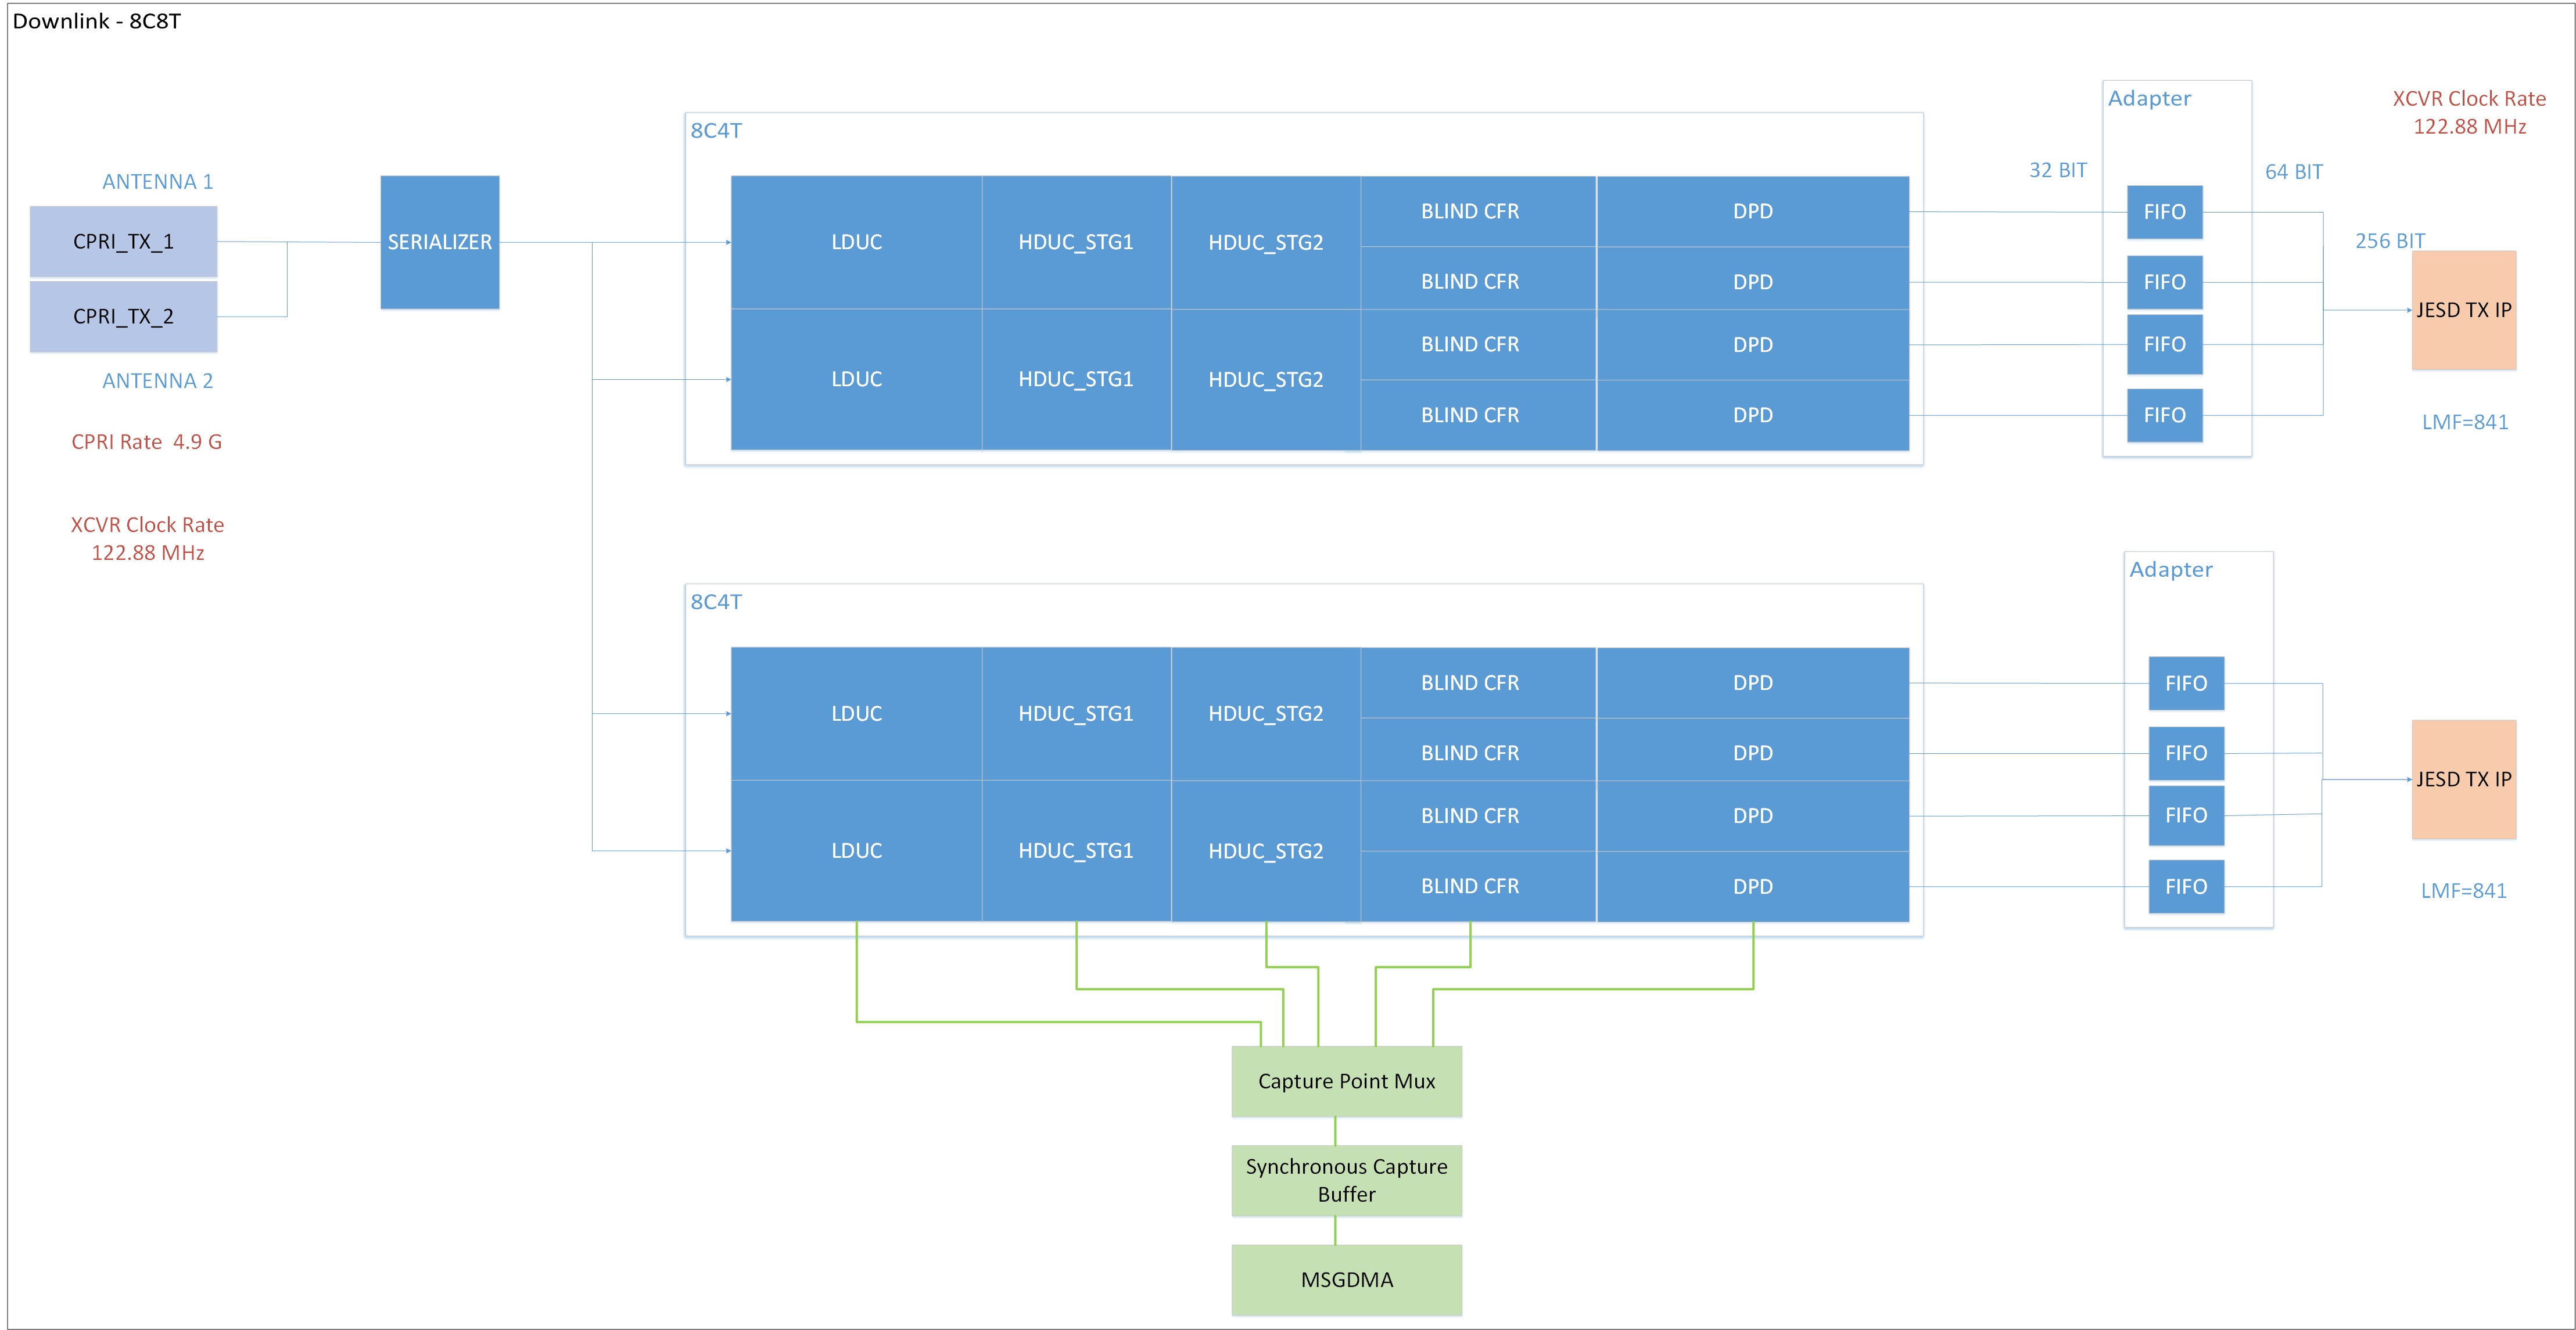 Downlink - 8C8T
ANTENNA 1
CPRI_TX_1
CPRI_TX_2
ANTENNA 2
CPRI Rate  4.9 G
XCVR Clock Rate
122.88 MHz
SERIALIZER
8C4T
LDUC
HDUC_STG1
HDUC_STG2
BLIND CFR
DPD
BLIND CFR
DPD
LDUC
HDUC_STG1
HDUC_STG2
BLIND CFR
DPD
BLIND CFR
DPD
32 BIT
Adapter
FIFO
FIFO
FIFO
FIFO
64 BIT
256 BIT
XCVR Clock Rate
122.88 MHz
JESD TX IP
LMF=841
8C4T
LDUC
HDUC_STG1
HDUC_STG2
BLIND CFR
DPD
BLIND CFR
DPD
LDUC
HDUC_STG1
HDUC_STG2
BLIND CFR
DPD
BLIND CFR
DPD
Adapter
FIFO
FIFO
FIFO
FIFO
JESD TX IP
LMF=841
Capture Point Mux
Synchronous Capture
Buffer
MSGDMA